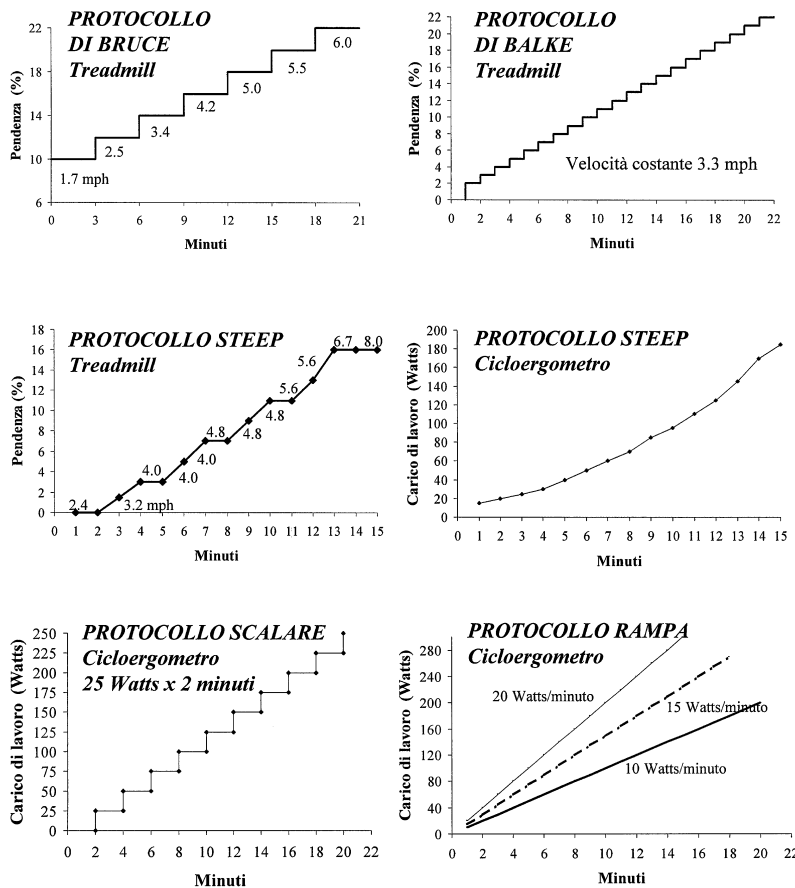 PROTOCOLLO
DI BRUCE
Treadmill
Pendenza (%)
22
18
14
10
6
1.7 mph
2.5
3.4
4.2
5.0
5.5
6.0
0 3 6 9 12 15 18 21
Minuti
PROTOCOLLO
DI BALKE
Treadmill
Pendenza (%)
22
20
18
16
14
12
10
8
6
4
2
0
Velocità costante 3.3 mph
0 2 4 6 8 10 12 14 16 18 20 22
Minuti
PROTOCOLLO STEEP
Treadmill
Pendenza (%)
18
16
14
12
10
8
6
4
2
0
2.4
3.2 mph
4.0
4.0
4.0
4.8
4.8
4.8
5.6
5.6
6.7
8.0
0 1 2 3 4 5 6 7 8 9 10 11 12 13 14 15
Minuti
PROTOCOLLO STEEP
Cicloergometro
Carico di lavoro (Watts)
200
180
160
140
120
100
80
60
40
20
0
0 1 2 3 4 5 6 7 8 9 10 11 12 13 14 15
Minuti
PROTOCOLLO SCALARE
Cicloergometro
25 Watts x 2 minuti
Carico di lavoro (Watts)
250
225
200
175
150
125
100
75
50
25
0
0 2 4 6 8 10 12 14 16 18 20 22
Minuti
PROTOCOLLO RAMPA
Cicloergometro
Carico di lavoro (Watts)
280
240
200
160
120
80
40
0
20 Watts/minuto
15 Watts/minuto
10 Watts/minuto
0 2 4 6 8 10 12 14 16 18 20 22
Minuti